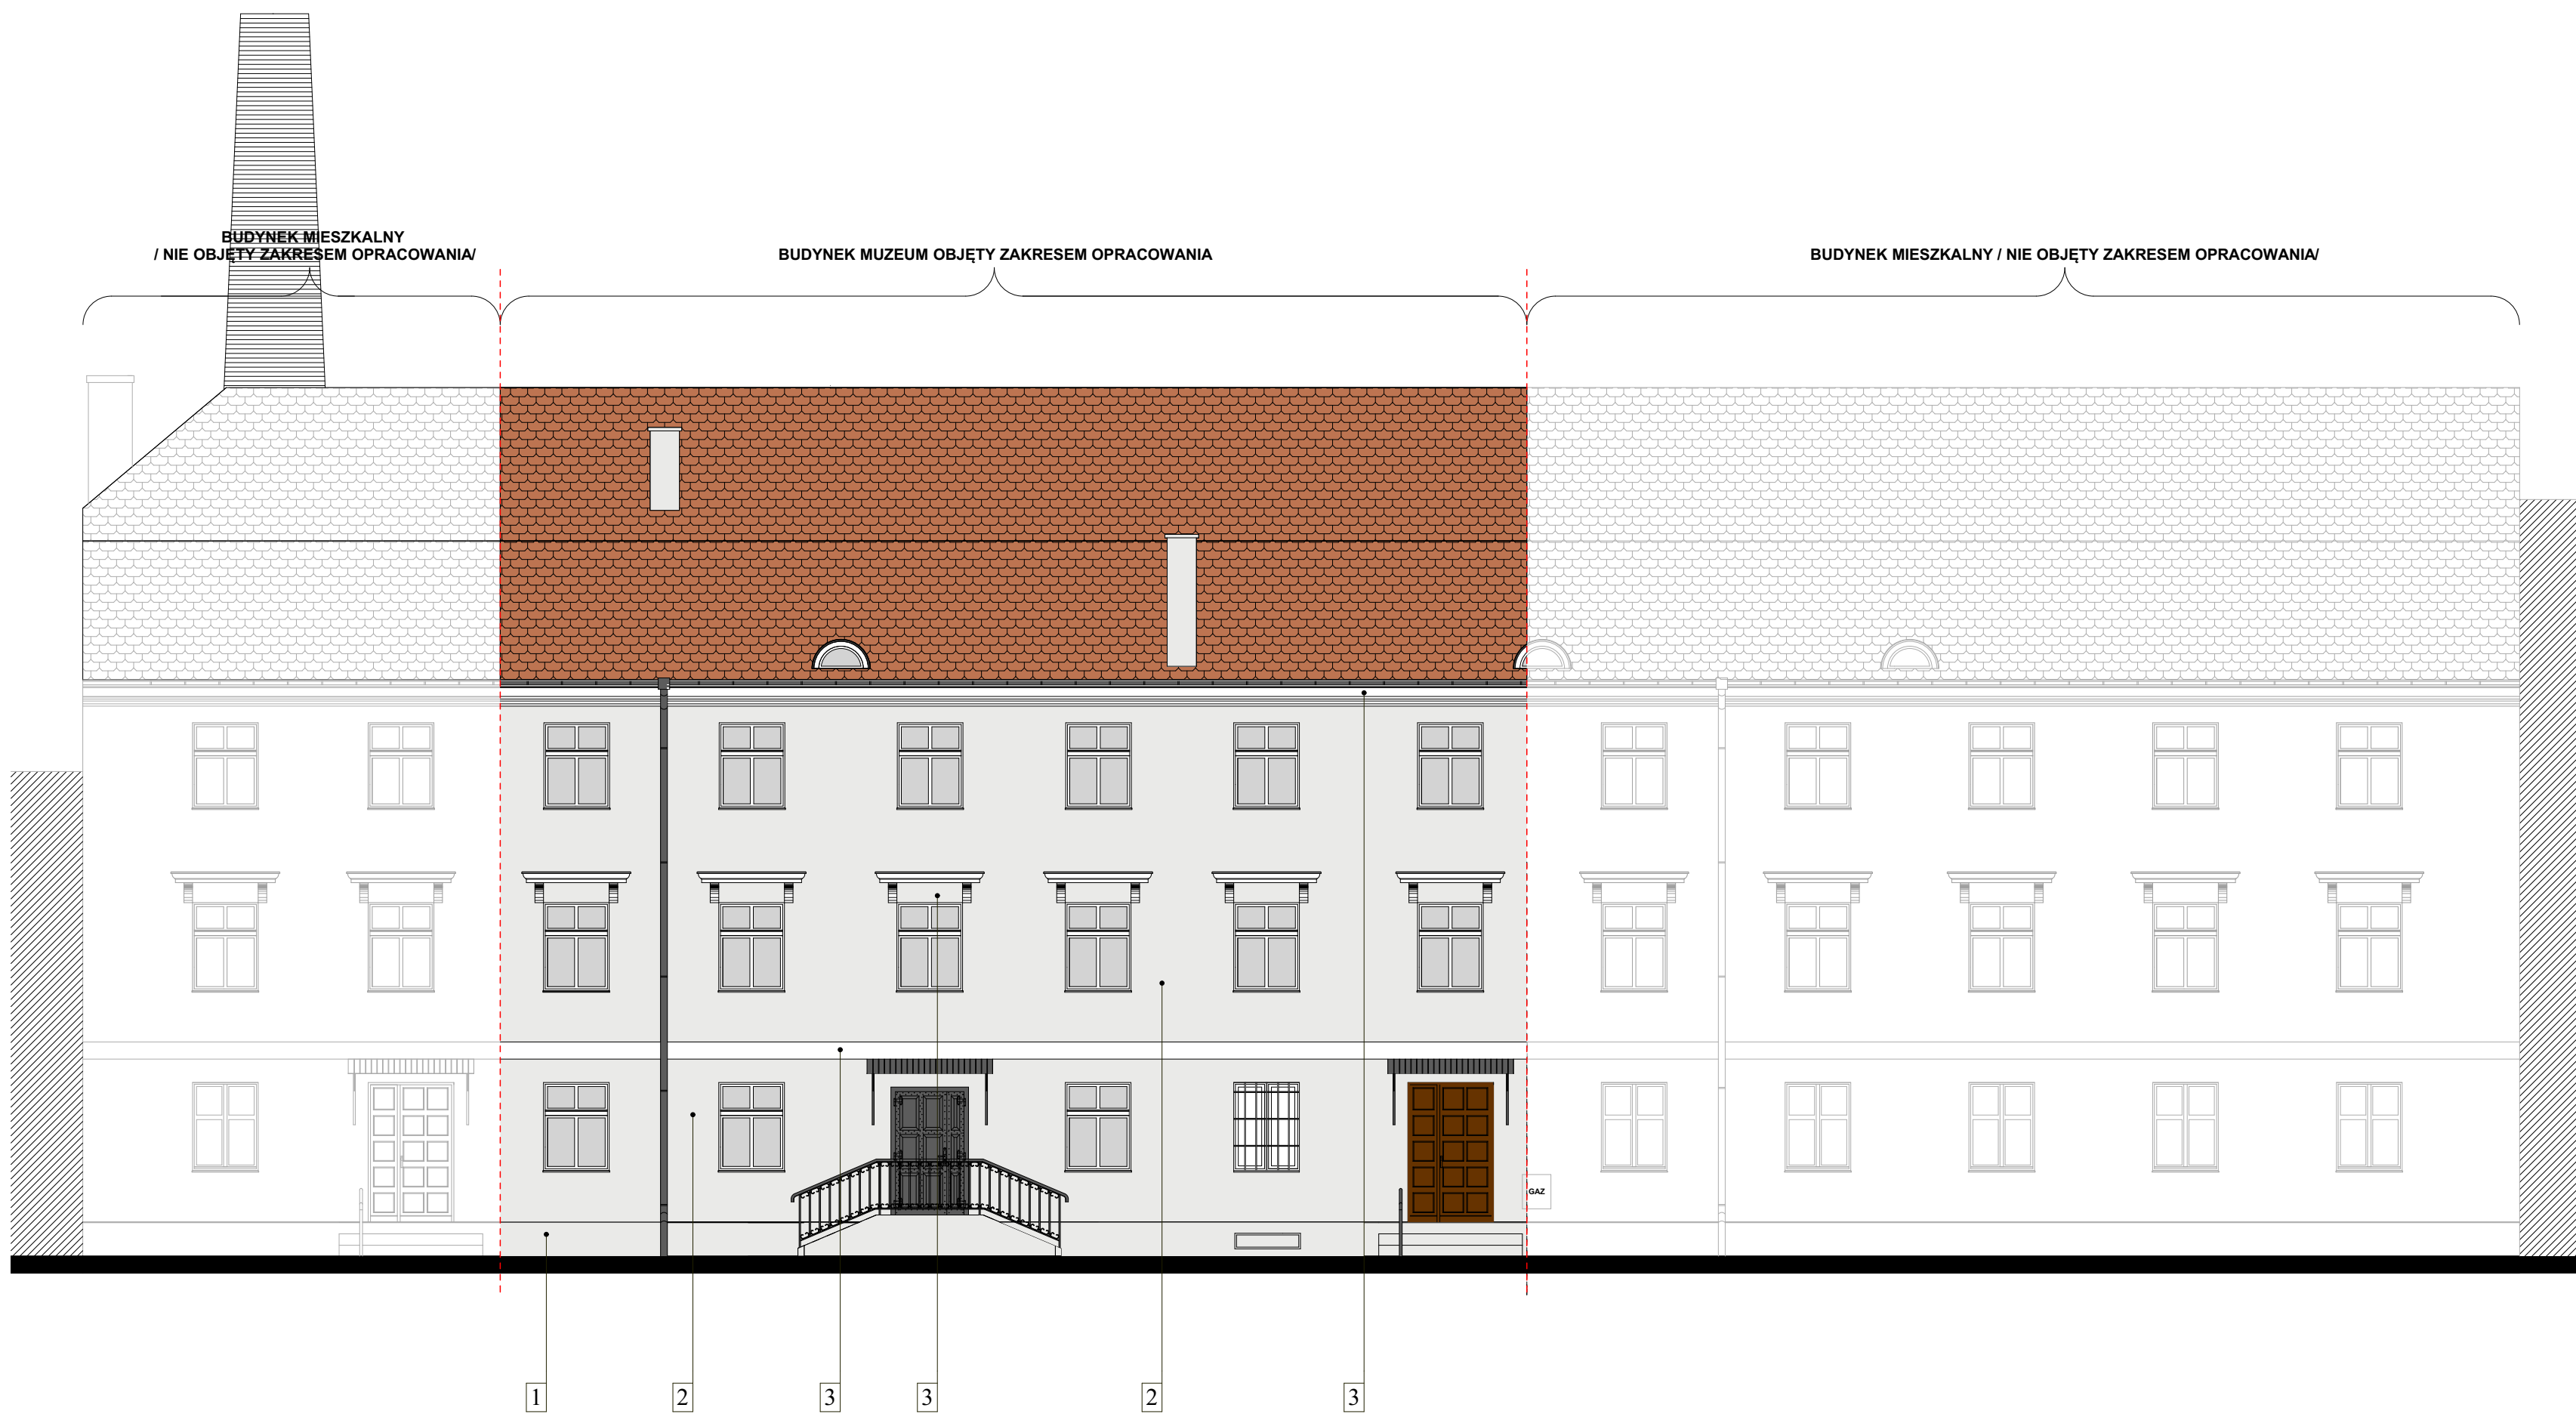 BUDYNEK MIESZKALNY
/ NIE OBJĘTY ZAKRESEM OPRACOWANIA/
BUDYNEK MUZEUM OBJĘTY ZAKRESEM OPRACOWANIA
BUDYNEK MIESZKALNY / NIE OBJĘTY ZAKRESEM OPRACOWANIA/
GAZ
1 2 3 3 2 3